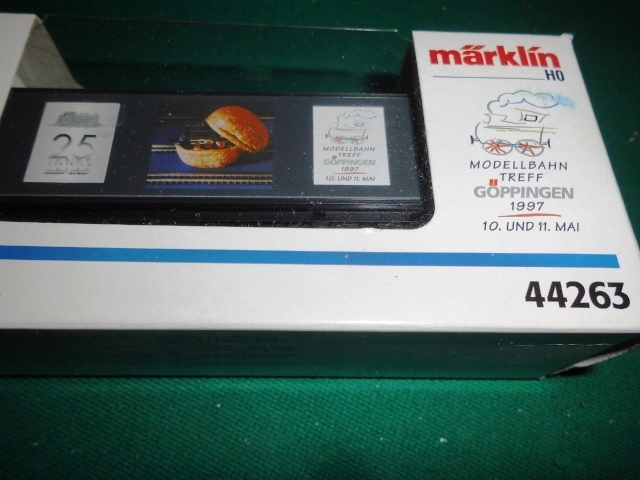 märklin
H0
MODELLBAHN
TREFF
GÖPPINGEN
1997
10. UND 11. MAI
44263
25
MODELLBAHN
TREFF
GÖPPINGEN
1997
10. UND 11. MAI